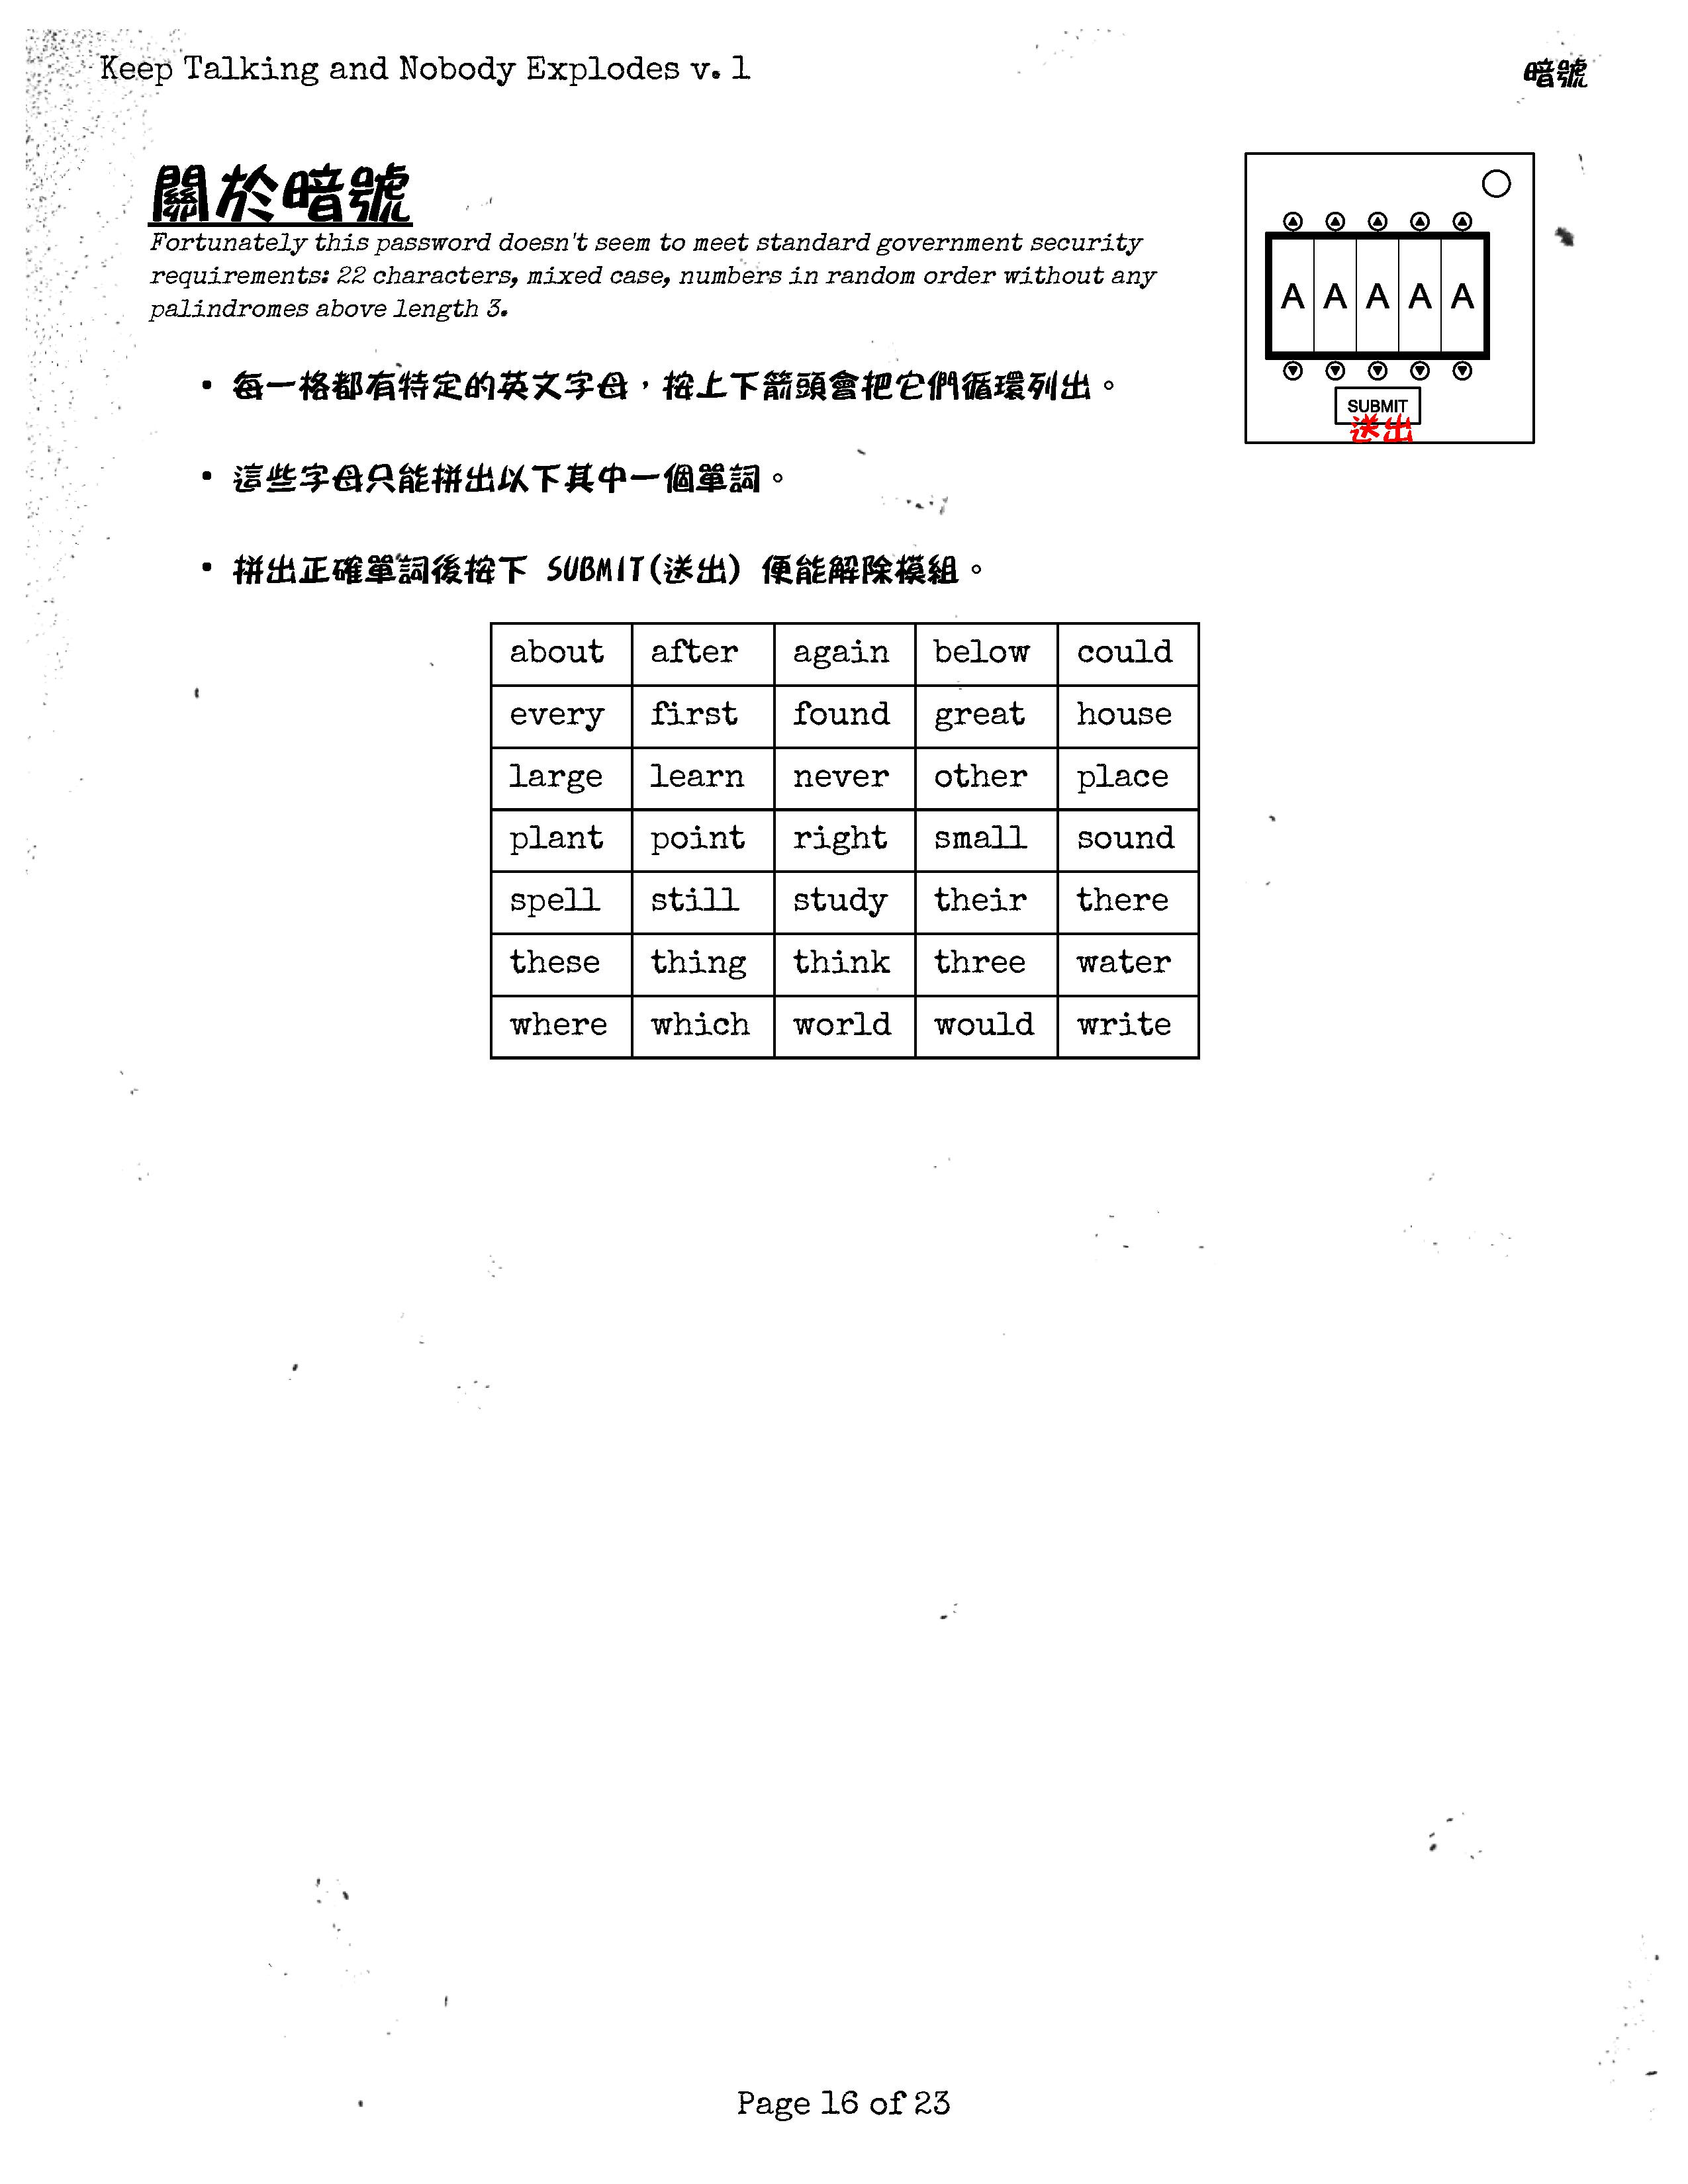 Keep Talking and Nobody Explodes v. 1
暗號
關於暗號
Fortunately this password doesn't seem to meet standard government security
requirements: 22 characters, mixed case, numbers in random order without any
palindromes above length 3.
A A A A A
SUBMIT
送出
• 每一格都有特定的英文字母，按上下箭頭會把它們循環列出。
• 這些字母只能拼出以下其中一個單詞。
• 拼出正確單詞後按下 SUBMIT(送出) 便能解除模組。
about after again below could
every first found great house
large learn never other place
plant point right small sound
spell still study their there
these thing think three water
where which world would write
Page 16 of 23